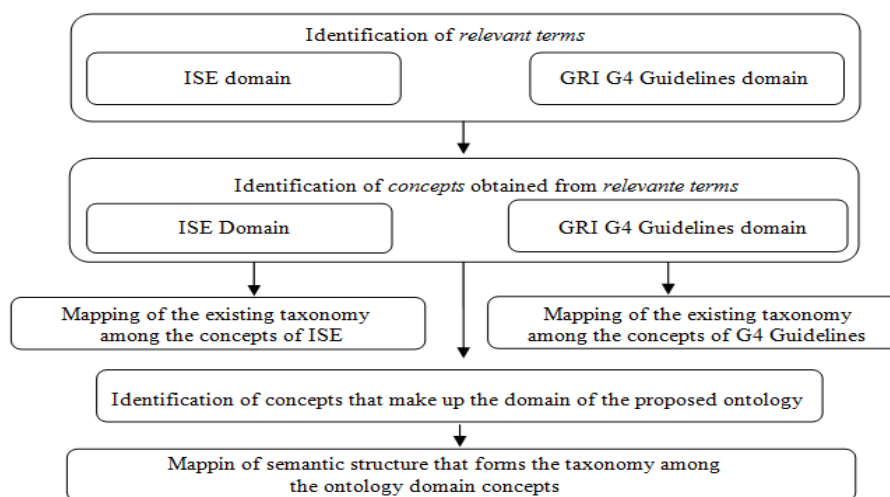 Identification of relevant terms
ISE domain
GRI G4 Guidelines domain
Identification of concepts obtained from relevante terms
ISE Domain
GRI G4 Guidelines domain
Mapping of the existing taxonomy
among the concepts of ISE
Mapping of the existing taxonomy
among the concepts of G4 Guidelines
Identification of concepts that make up the domain of the proposed ontology
Mappin of semantic structure that forms the taxonomy among
the ontology domain concepts